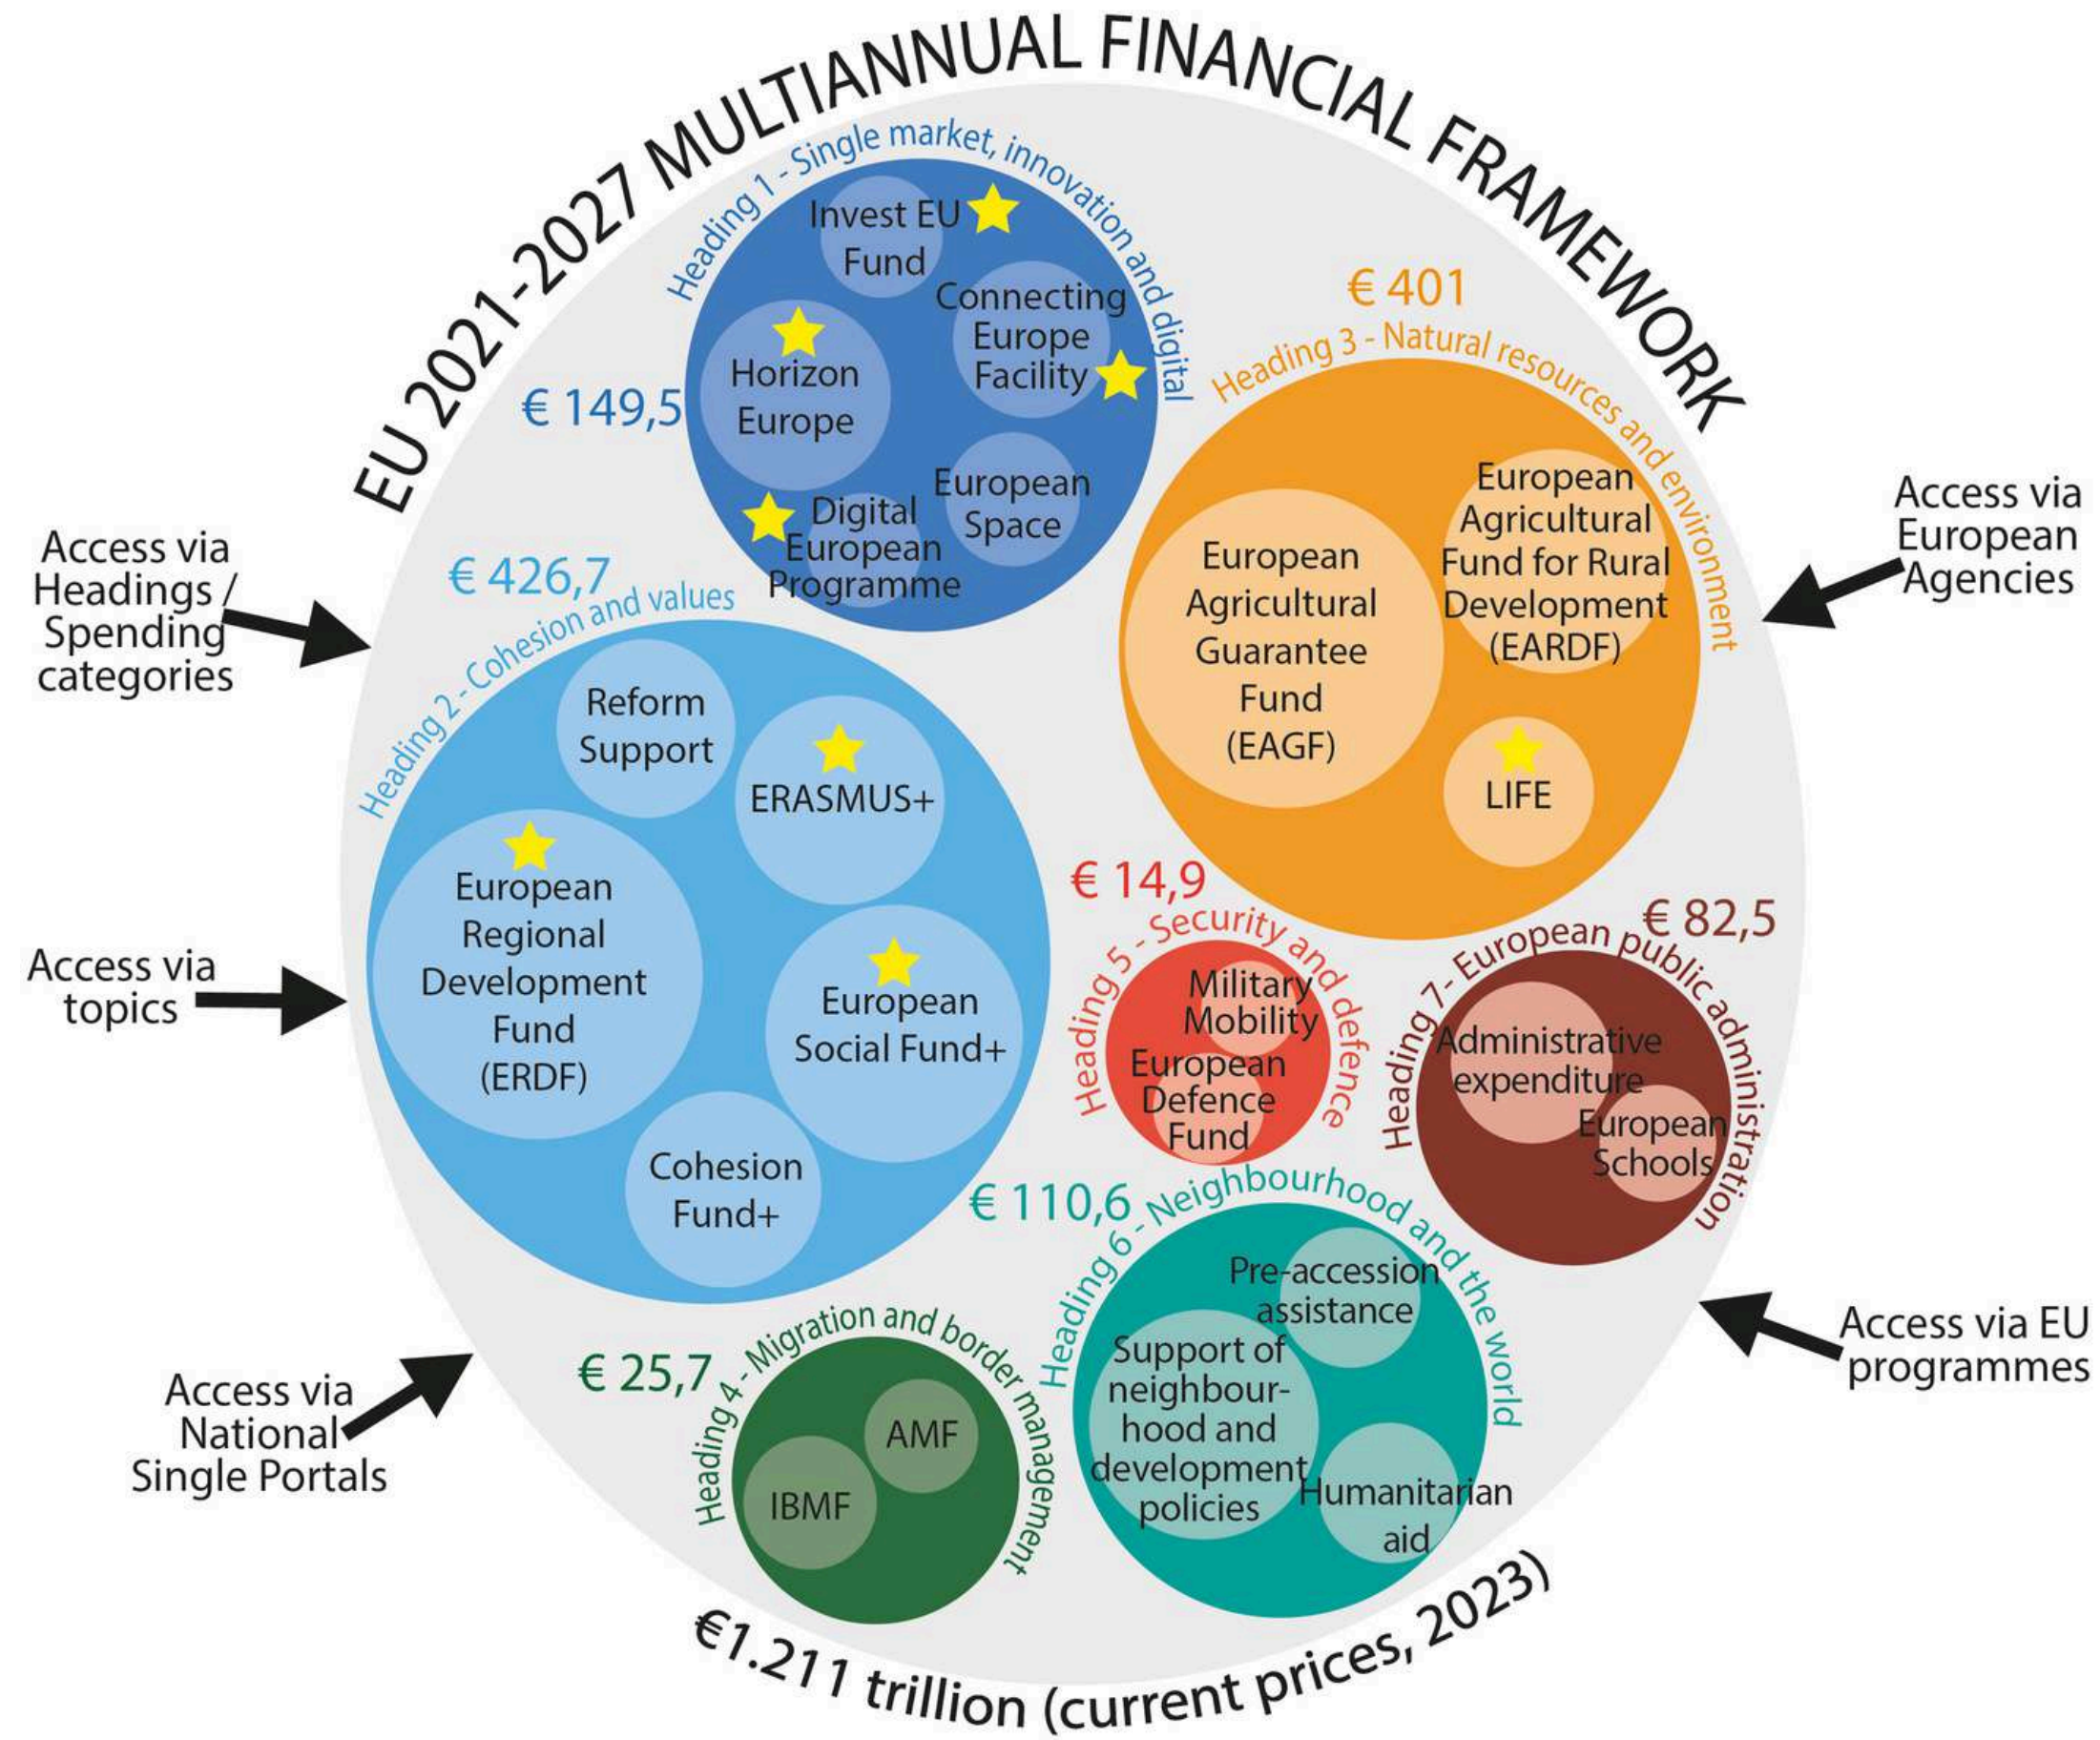 EU 2021-2027 MULTIANNUAL FINANCIAL FRAMEWORK
Heading 1 - Single market, innovation and digital
€ 149,5
Invest EU
Fund
Connecting
Europe
Facility
Horizon
Europe
European
Space
Digital
European
Programme
€ 401
Heading 3 - Natural resources and environment
European
Agricultural
Guarantee
Fund
(EAGF)
European
Agricultural
Fund for Rural
Development
(EARDF)
LIFE
Access via
Headings /
Spending
categories
Access via
European
Agencies
€ 426,7
Heading 2 - Cohesion and values
Reform
Support
ERASMUS+
European
Regional
Development
Fund
(ERDF)
European
Social Fund+
Cohesion
Fund+
€ 14,9
Heading 5 - Security and defence
Military
Mobility
European
Defence
Fund
€ 82,5
Heading 7- European public administration
Administrative
expenditure
European
Schools
Access via
topics
€ 110,6
Heading 6 - Neighbourhood and the world
Pre-accession
assistance
Support of
neighbour-
hood and
development
policies
Humanitarian
aid
€ 25,7
Heading 4 - Migration and border management
AMF
IBMF
Access via
National
Single Portals
Access via EU
programmes
€1.211 trillion (current prices, 2023)